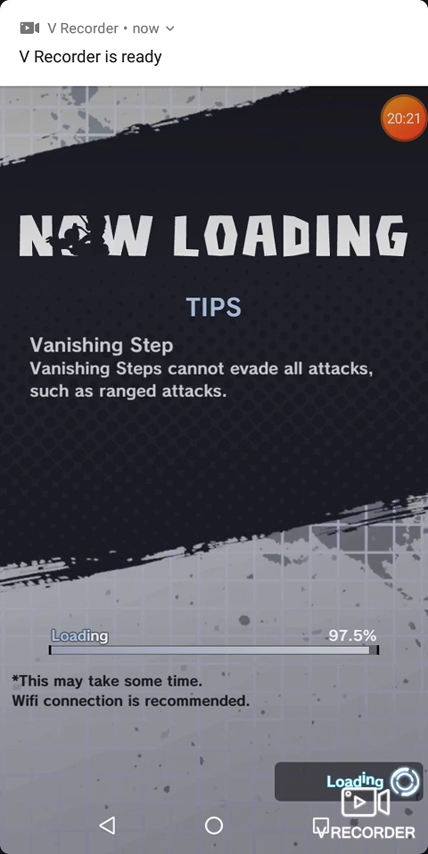 V Recorder • now
V Recorder is ready
20:21
NOW LOADING
TIPS
Vanishing Step
Vanishing Steps cannot evade all attacks,
such as ranged attacks.
Loading 97.5%
*This may take some time.
Wifi connection is recommended.
Loading
V RECORDER